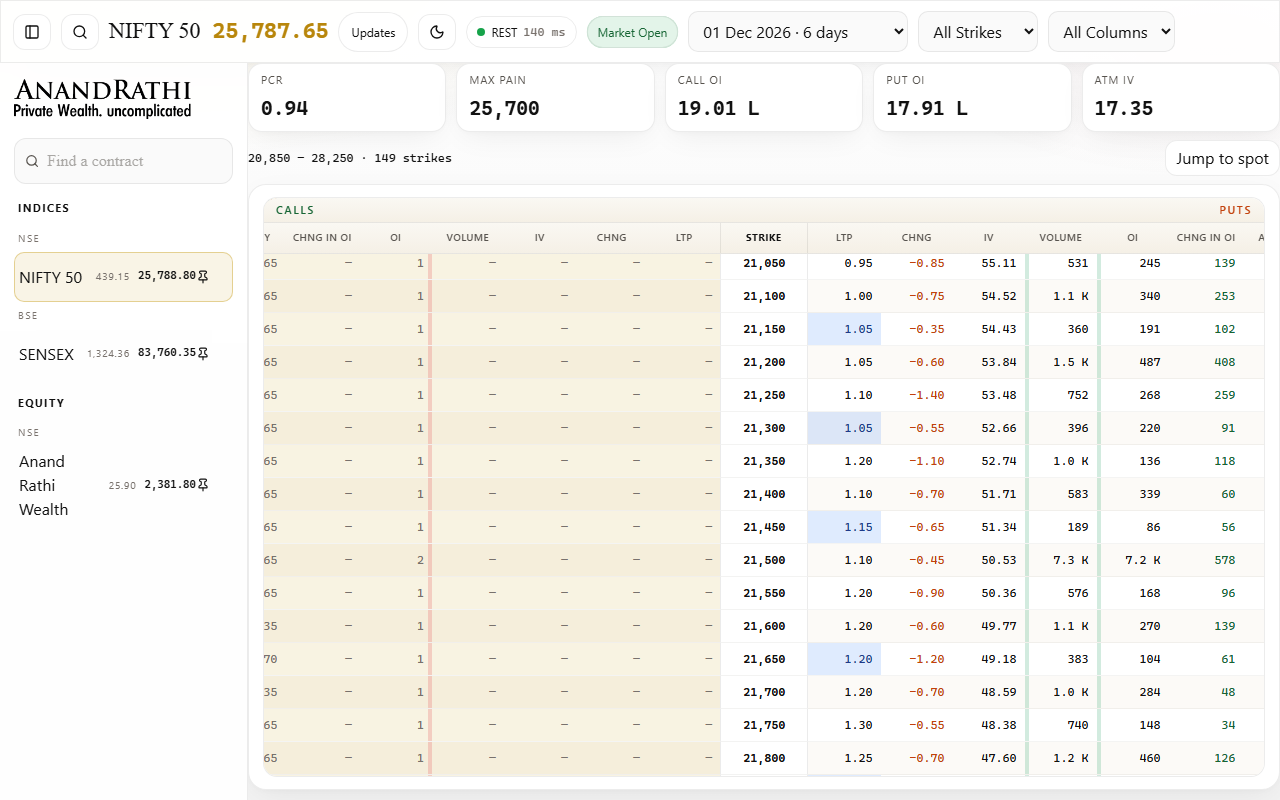 NIFTY 50 25,787.65 Updates REST 140 ms Market Open 01 Dec 2026 · 6 days All Strikes All Columns
ANANDRATHI
Private Wealth. uncomplicated
Find a contract
INDICES
NSE
NIFTY 50 439.15 25,788.80
BSE
SENSEX 1,324.36 83,760.35
EQUITY
NSE
Anand
Rathi
Wealth
25.90 2,381.80
PCR MAX PAIN CALL OI PUT OI ATM IV
0.94 25,700 19.01 L 17.91 L 17.35
20,850 – 28,250 · 149 strikes Jump to spot
CALLS PUTS
Y CHNG IN OI OI VOLUME IV CHNG LTP STRIKE LTP CHNG IV VOLUME OI CHNG IN OI A
65 — 1 — — — — 21,050 0.95 −0.85 55.11 531 245 139
65 — 1 — — — — 21,100 1.00 −0.75 54.52 1.1 K 340 253
65 — 1 — — — — 21,150 1.05 −0.35 54.43 360 191 102
65 — 1 — — — — 21,200 1.05 −0.60 53.84 1.5 K 487 408
65 — 1 — — — — 21,250 1.10 −1.40 53.48 752 268 259
65 — 1 — — — — 21,300 1.05 −0.55 52.66 396 220 91
65 — 1 — — — — 21,350 1.20 −1.10 52.74 1.0 K 136 118
65 — 1 — — — — 21,400 1.10 −0.70 51.71 583 339 60
65 — 1 — — — — 21,450 1.15 −0.65 51.34 189 86 56
65 — 2 — — — — 21,500 1.10 −0.45 50.53 7.3 K 7.2 K 578
65 — 1 — — — — 21,550 1.20 −0.90 50.36 576 168 96
35 — 1 — — — — 21,600 1.20 −0.60 49.77 1.1 K 270 139
70 — 1 — — — — 21,650 1.20 −1.20 49.18 383 104 61
35 — 1 — — — — 21,700 1.20 −0.70 48.59 1.0 K 284 48
65 — 1 — — — — 21,750 1.30 −0.55 48.38 740 148 34
65 — 1 — — — — 21,800 1.25 −0.70 47.60 1.2 K 460 126